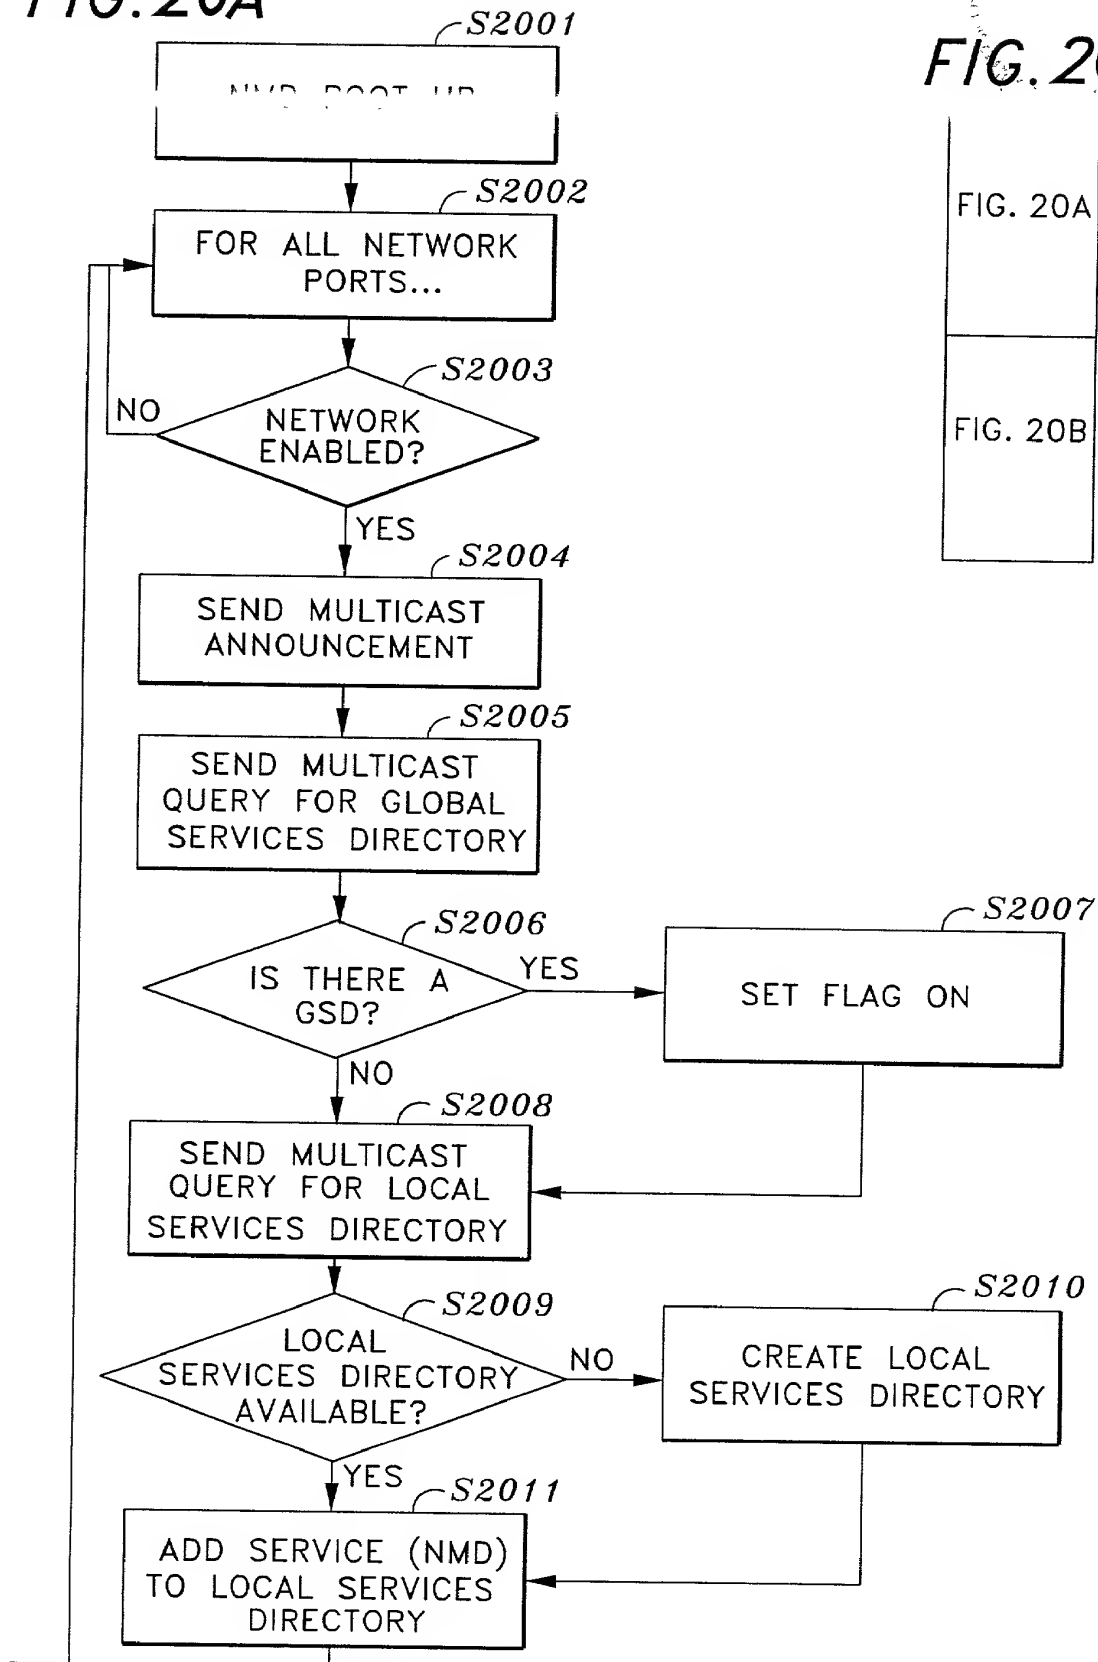 FIG. 20A
S2001
S2002
FOR ALL NETWORK
PORTS...
S2003
NO
NETWORK
ENABLED?
YES
S2004
SEND MULTICAST
ANNOUNCEMENT
S2005
SEND MULTICAST
QUERY FOR GLOBAL
SERVICES DIRECTORY
S2006
IS THERE A
GSD?
YES
S2007
SET FLAG ON
NO
S2008
SEND MULTICAST
QUERY FOR LOCAL
SERVICES DIRECTORY
S2009
LOCAL
SERVICES DIRECTORY
AVAILABLE?
NO
S2010
CREATE LOCAL
SERVICES DIRECTORY
YES
S2011
ADD SERVICE (NMD)
TO LOCAL SERVICES
DIRECTORY
FIG. 2
FIG. 20A
FIG. 20B